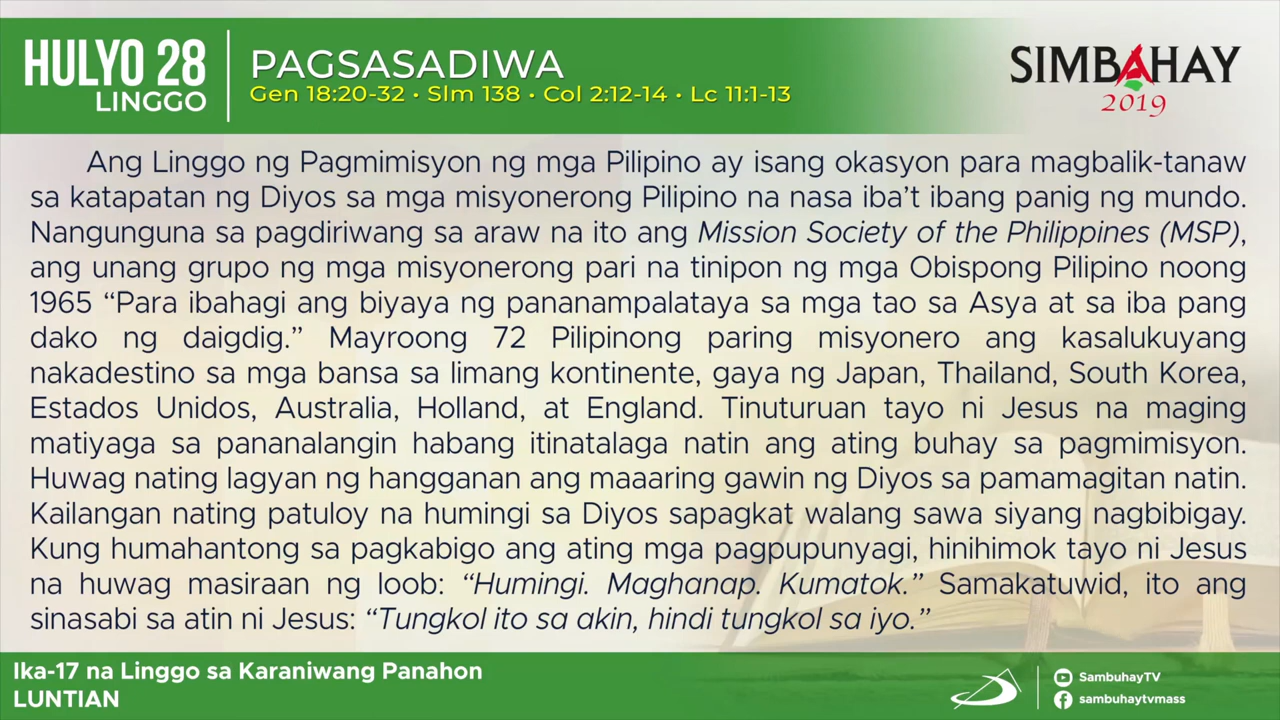 HULYO 28
LINGGO
PAGSASADIWA
Gen 18:20-32 • Slm 138 • Col 2:12-14 • Lc 11:1-13
SIMBAHAY
2019
Ang Linggo ng Pagmimisyon ng mga Pilipino ay isang okasyon para magbalik-tanaw
sa katapatan ng Diyos sa mga misyonerong Pilipino na nasa iba’t ibang panig ng mundo.
Nangunguna sa pagdiriwang sa araw na ito ang Mission Society of the Philippines (MSP),
ang unang grupo ng mga misyonerong pari na tinipon ng mga Obispong Pilipino noong
1965 “Para ibahagi ang biyaya ng pananampalataya sa mga tao sa Asya at sa iba pang
dako ng daigdig.” Mayroong 72 Pilipinong paring misyonero ang kasalukuyang
nakadestino sa mga bansa sa limang kontinente, gaya ng Japan, Thailand, South Korea,
Estados Unidos, Australia, Holland, at England. Tinuturuan tayo ni Jesus na maging
matiyaga sa pananalangin habang itinatalaga natin ang ating buhay sa pagmimisyon.
Huwag nating lagyan ng hangganan ang maaaring gawin ng Diyos sa pamamagitan natin.
Kailangan nating patuloy na humingi sa Diyos sapagkat walang sawa siyang nagbibigay.
Kung humahantong sa pagkabigo ang ating mga pagpupunyagi, hinihimok tayo ni Jesus
na huwag masiraan ng loob: “Humingi. Maghanap. Kumatok.” Samakatuwid, ito ang
sinasabi sa atin ni Jesus: “Tungkol ito sa akin, hindi tungkol sa iyo.”
Ika-17 na Linggo sa Karaniwang Panahon
LUNTIAN
SambuhayTV
sambuhaytvmass